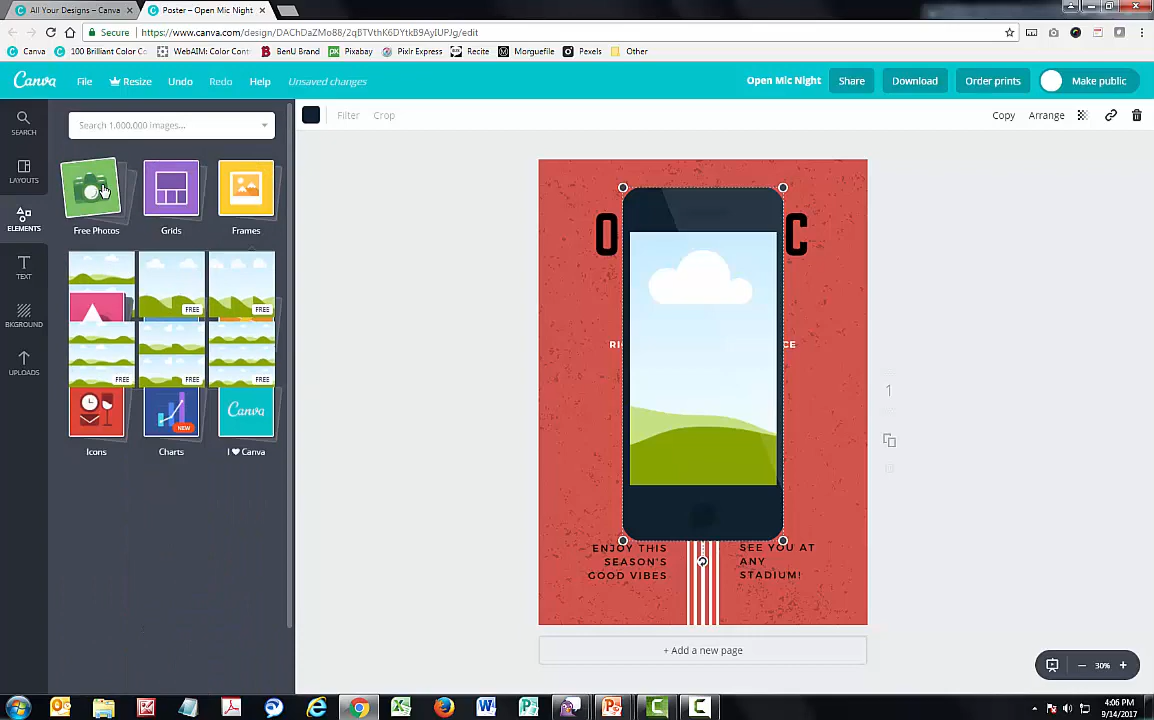 All Your Designs – Canva
Poster – Open Mic Night
Secure https://www.canva.com/design/DAChDaZMo88/2qBTVthK6DYtkB9AyIUPJg/edit
Canva 100 Brilliant Color Co WebAIM: Color Cont BenU Brand Pixabay Pixlr Express Recite Morguefile Pexels Other
Canva File Resize Undo Redo Help Unsaved changes Open Mic Night Share Download Order prints Make public
SEARCH
LAYOUTS
ELEMENTS
TEXT
BKGROUND
UPLOADS
Search 1,000,000 images...
Free Photos Grids Frames
FREE FREE
FREE FREE FREE
Canva
NEW
Icons Charts I ♥ Canva
Filter Crop Copy Arrange
O C
RI CE
ENJOY THIS
SEASON'S
GOOD VIBES
SEE YOU AT
ANY
STADIUM!
1
+ Add a new page
30%
4:06 PM
9/14/2017